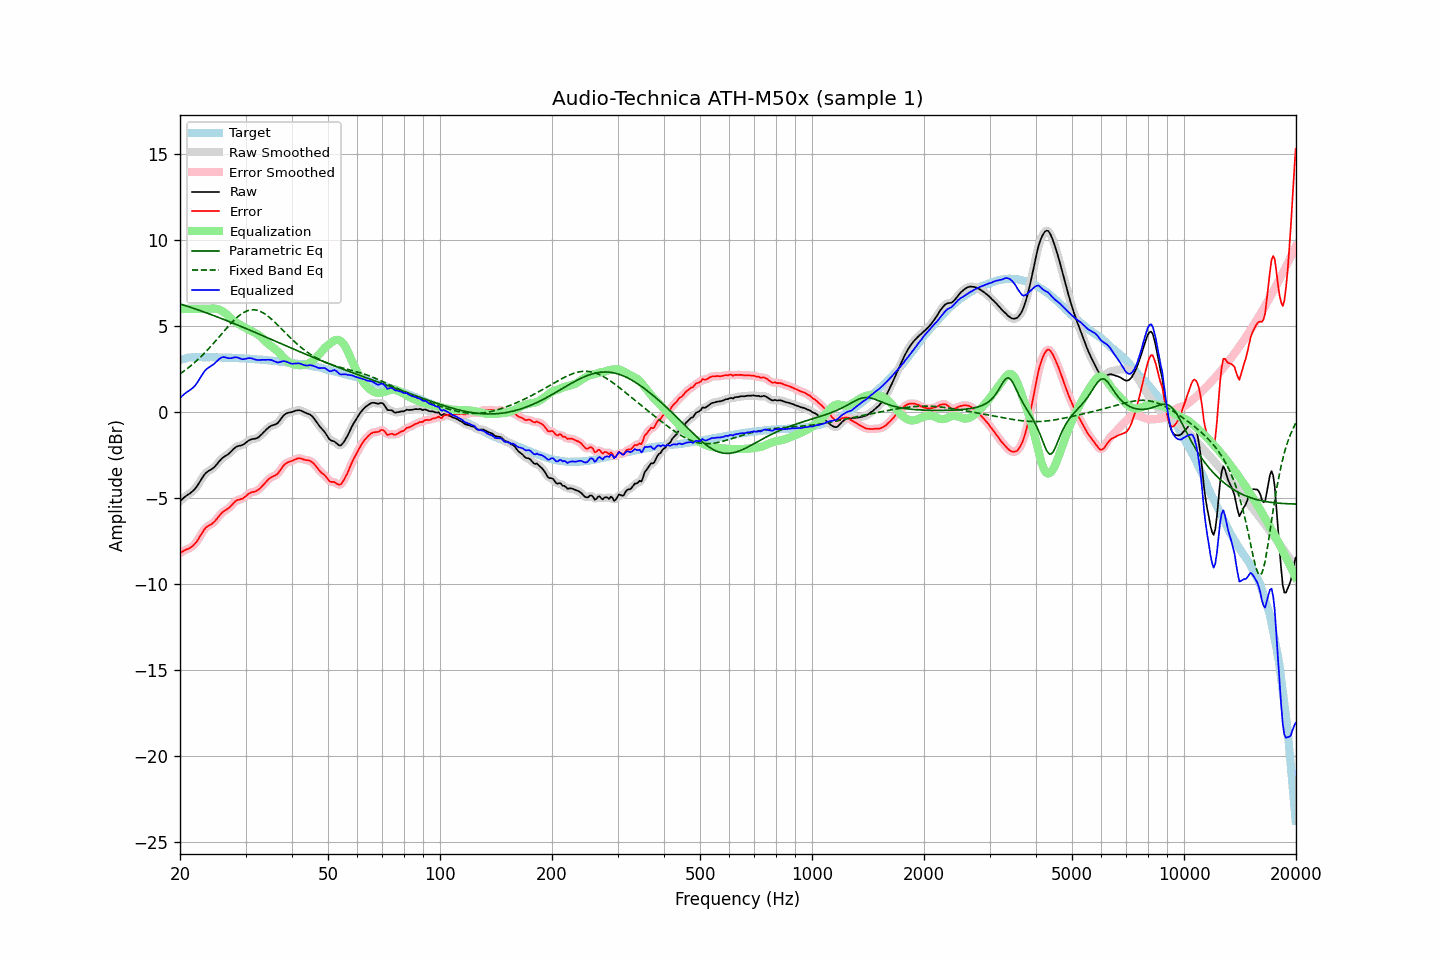 Audio-Technica ATH-M50x (sample 1)
Target
Raw Smoothed
Error Smoothed
Raw
Error
Equalization
Parametric Eq
Fixed Band Eq
Equalized
15
10
5
0
−5
−10
−15
−20
−25
Amplitude (dBr)
20 50 100 200 500 1000 2000 5000 10000 20000
Frequency (Hz)